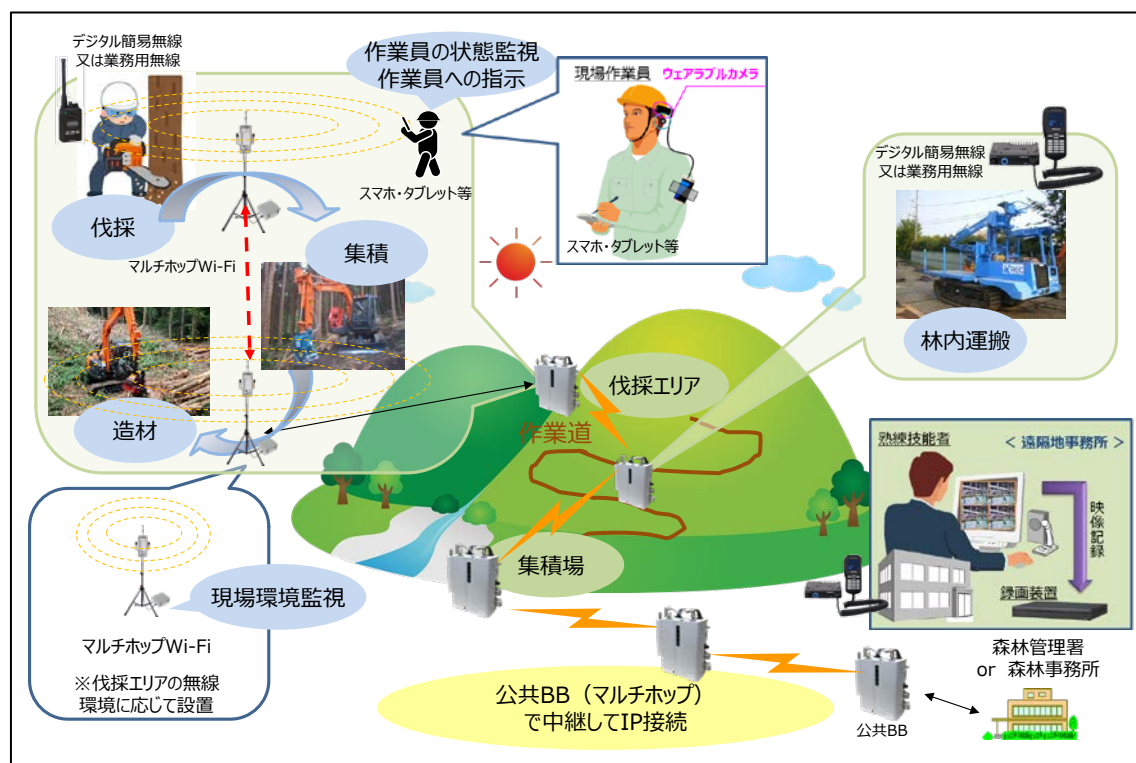 デジタル簡易無線
又は業務用無線
作業員の状態監視
作業員への指示
現場作業員
ウェアラブルカメラ
スマホ・タブレット等
デジタル簡易無線
又は業務用無線
スマホ・タブレット等
伐採
集積
マルチホップWi-Fi
造材
林内運搬
伐採エリア
作業道
集積場
熟練技能者
＜ 遠隔地事務所 ＞
映像記録
録画装置
現場環境監視
マルチホップWi-Fi
※伐採エリアの無線
環境に応じて設置
公共BB（マルチホップ）
で中継してIP接続
公共BB
森林管理署
or 森林事務所